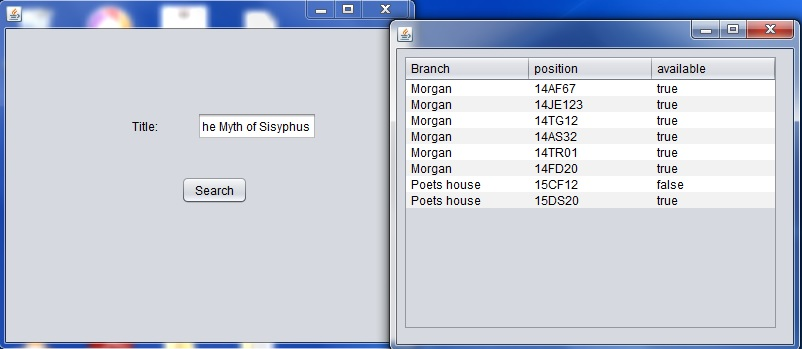 Title: he Myth of Sisyphus
Search
Branch position available
Morgan 14AF67 true
Morgan 14JE123 true
Morgan 14TG12 true
Morgan 14AS32 true
Morgan 14TR01 true
Morgan 14FD20 true
Poets house 15CF12 false
Poets house 15DS20 true